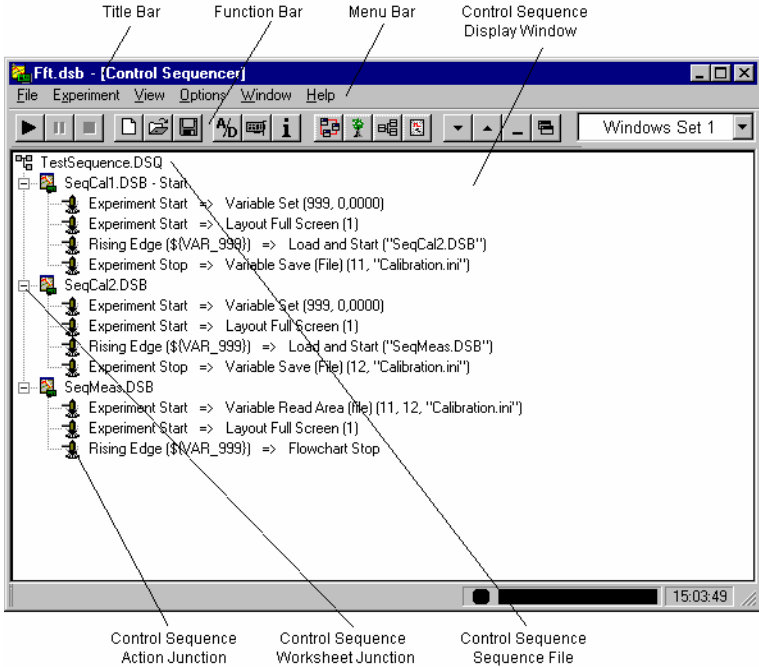 Title Bar Function Bar Menu Bar Control Sequence
Display Window
Fft.dsb - [Control Sequencer]
File Experiment View Options Window Help
A/D i Windows Set 1
TestSequence.DSQ
SeqCal1.DSB - Start
Experiment Start => Variable Set (999, 0,0000)
Experiment Start => Layout Full Screen (1)
Rising Edge (${VAR_999}) => Load and Start ("SeqCal2.DSB")
Experiment Stop => Variable Save (File) (11, "Calibration.ini")
SeqCal2.DSB
Experiment Start => Variable Set (999, 0,0000)
Experiment Start => Layout Full Screen (1)
Rising Edge (${VAR_999}) => Load and Start ("SeqMeas.DSB")
Experiment Stop => Variable Save (File) (12, "Calibration.ini")
SeqMeas.DSB
Experiment Start => Variable Read Area (file) (11, 12, "Calibration.ini")
Experiment Start => Layout Full Screen (1)
Rising Edge (${VAR_999}) => Flowchart Stop
15:03:49
Control Sequence Control Sequence Control Sequence
Action Junction Worksheet Junction Sequence File